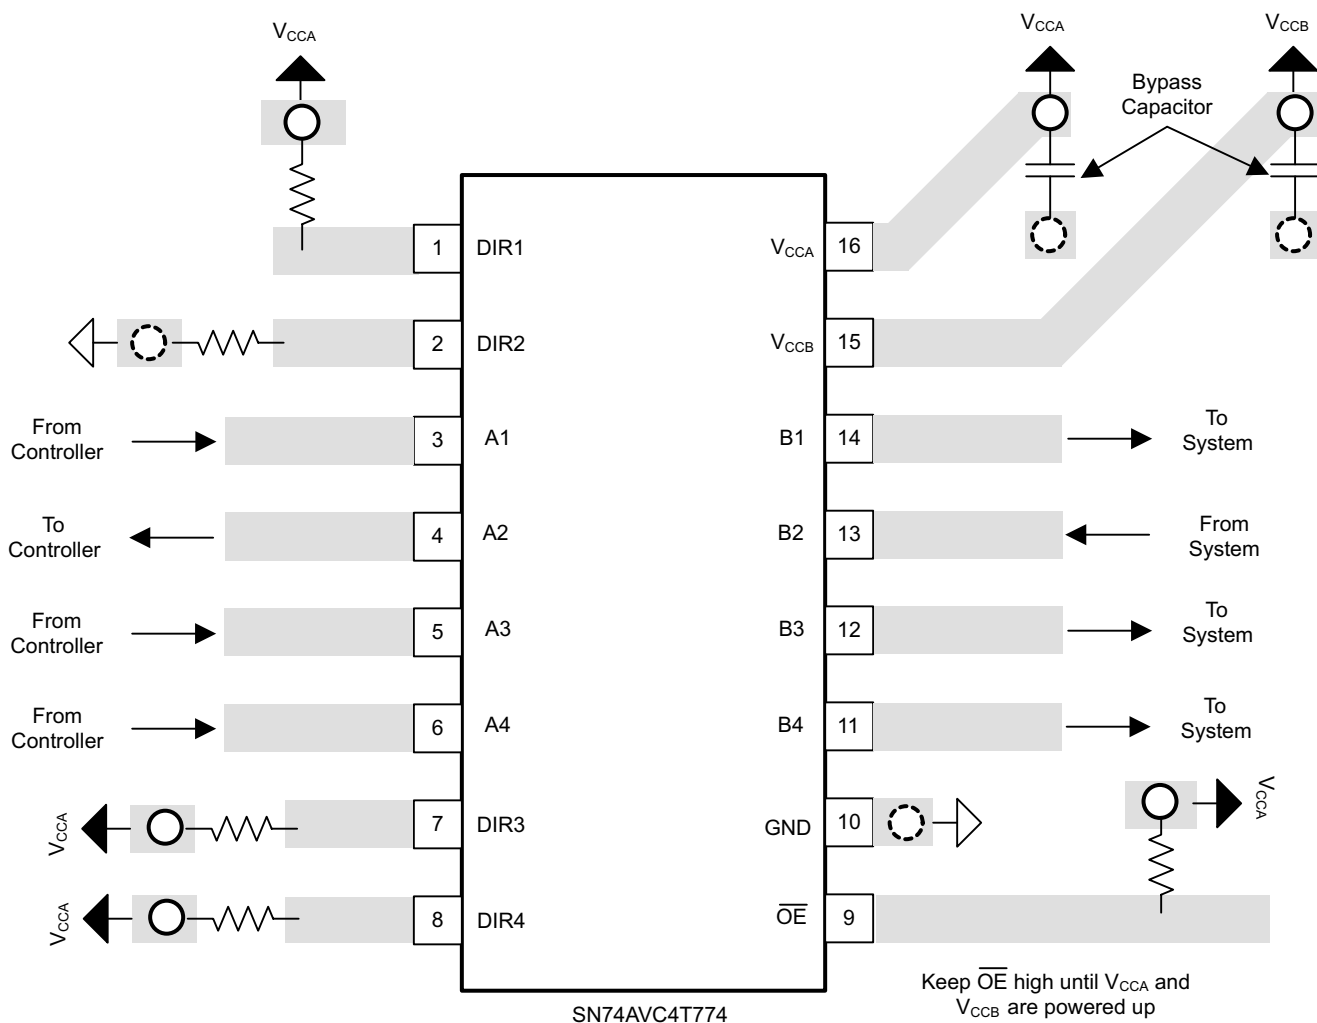 VCCA
VCCA
VCCB
Bypass
Capacitor
1 DIR1
VCCA 16
2 DIR2
VCCB 15
From
Controller
3 A1
B1 14
To
System
To
Controller
4 A2
B2 13
From
System
From
Controller
5 A3
B3 12
To
System
From
Controller
6 A4
B4 11
To
System
VCCA
7 DIR3
GND 10
VCCA
VCCA
8 DIR4
O̅E̅ 9
Keep O̅E̅ high until VCCA and
VCCB are powered up
SN74AVC4T774